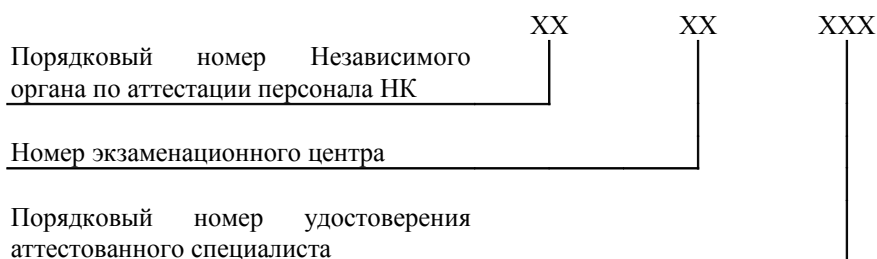 XX XX XXX
Порядковый номер Независимого
органа по аттестации персонала НК
Номер экзаменационного центра
Порядковый номер удостоверения
аттестованного специалиста